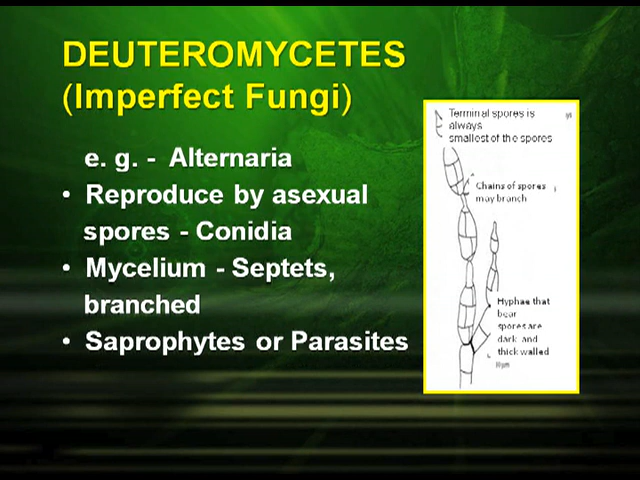 DEUTEROMYCETES
(Imperfect Fungi)
e. g. - Alternaria
• Reproduce by asexual
spores - Conidia
• Mycelium - Septets,
branched
• Saprophytes or Parasites
Terminal spores is
always
smallest of the spores
Chains of spores
may branch
Hyphae that
bear
spores are
dark and
thick walled